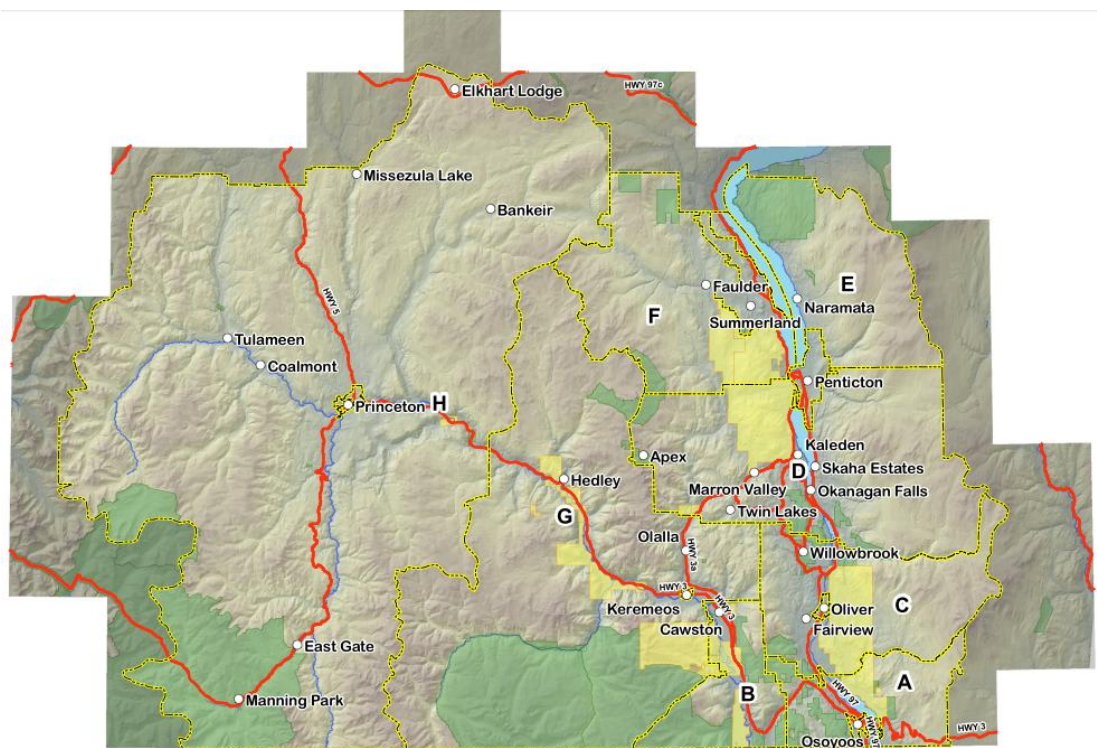 Elkhart Lodge
HWY 97c
Missezula Lake
Bankeir
E
Faulder
Naramata
F
Summerland
HWY 5
Tulameen
Coalmont
Penticton
Princeton
H
Kaleden
Apex
Skaha Estates
D
Hedley
Marron Valley
Okanagan Falls
Twin Lakes
G
Olalla
Willowbrook
HWY 3a
HWY 3
Keremeos
HWY 3
Oliver
C
Cawston
Fairview
East Gate
A
Manning Park
B
HWY 97
HWY 3
Osoyoos
HWY 97